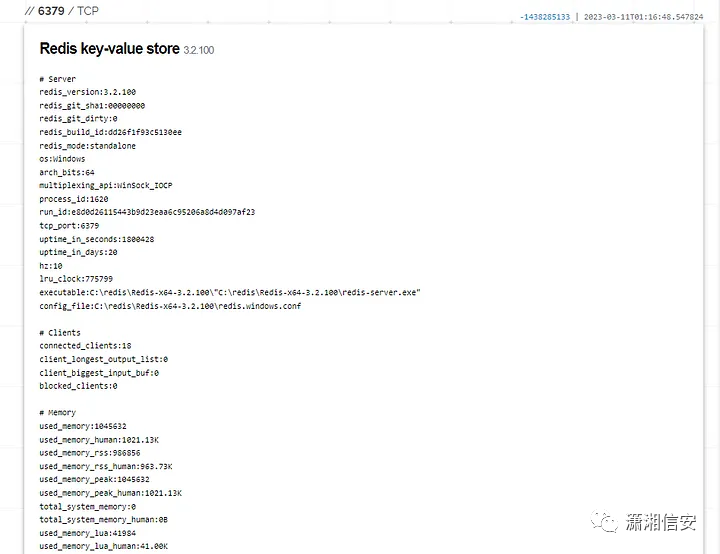 // 6379 / TCP
-1438285133 | 2023-03-11T01:16:48.547824
Redis key-value store 3.2.100
# Server
redis_version:3.2.100
redis_git_sha1:00000000
redis_git_dirty:0
redis_build_id:dd26f1f93c5130ee
redis_mode:standalone
os:Windows
arch_bits:64
multiplexing_api:WinSock_IOCP
process_id:1620
run_id:e8d0d26115443b9d23eaa6c95206a8d4d097af23
tcp_port:6379
uptime_in_seconds:1800428
uptime_in_days:20
hz:10
lru_clock:775799
executable:C:\redis\Redis-x64-3.2.100\"C:\redis\Redis-x64-3.2.100\redis-server.exe"
config_file:C:\redis\Redis-x64-3.2.100\redis.windows.conf
# Clients
connected_clients:18
client_longest_output_list:0
client_biggest_input_buf:0
blocked_clients:0
# Memory
used_memory:1045632
used_memory_human:1021.13K
used_memory_rss:986856
used_memory_rss_human:963.73K
used_memory_peak:1045632
used_memory_peak_human:1021.13K
total_system_memory:0
total_system_memory_human:0B
used_memory_lua:41984
used_memory_lua_human:41.00K
潇湘信安